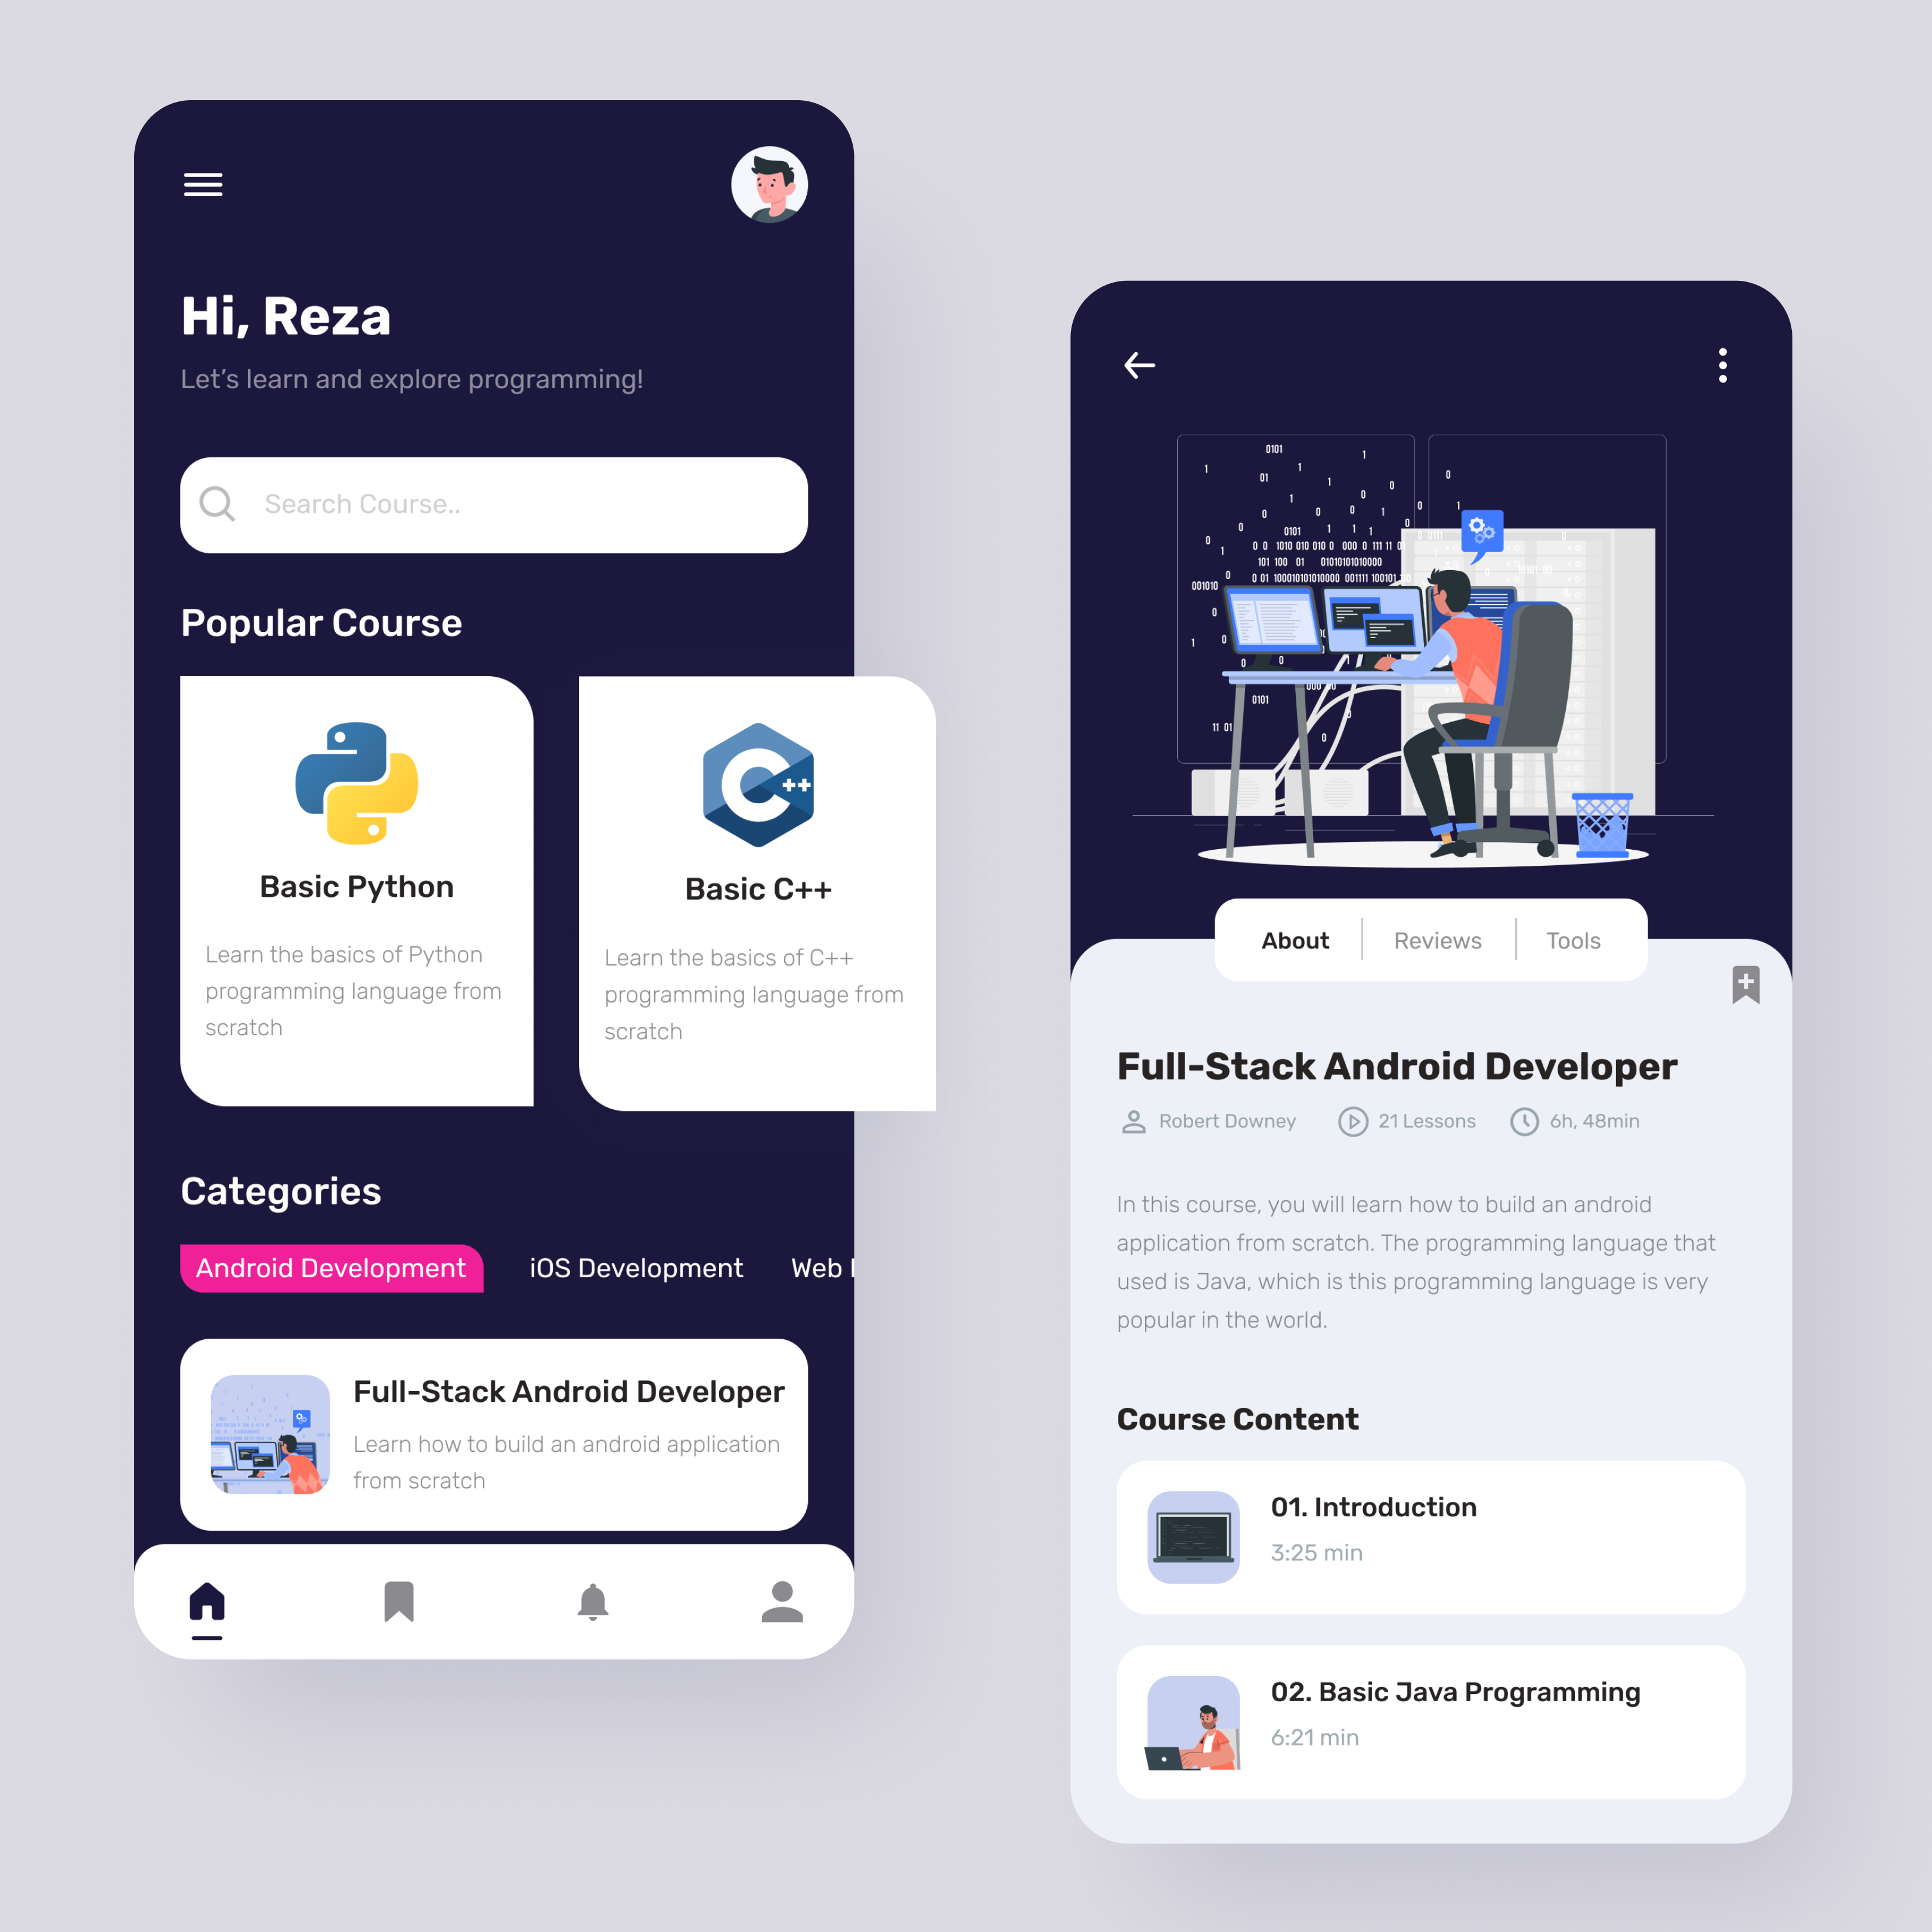 Hi, Reza
Let's learn and explore programming!
Search Course..
Popular Course
Basic Python
Learn the basics of Python
programming language from
scratch
C++
Basic C++
Learn the basics of C++
programming language from
scratch
Categories
Android Development
iOS Development
Web
Full-Stack Android Developer
Learn how to build an android application
from scratch
0101
About
Reviews
Tools
Full-Stack Android Developer
Robert Downey
21 Lessons
6h, 48min
In this course, you will learn how to build an android
application from scratch. The programming language that
used is Java, which is this programming language is very
popular in the world.
Course Content
01. Introduction
3:25 min
02. Basic Java Programming
6:21 min